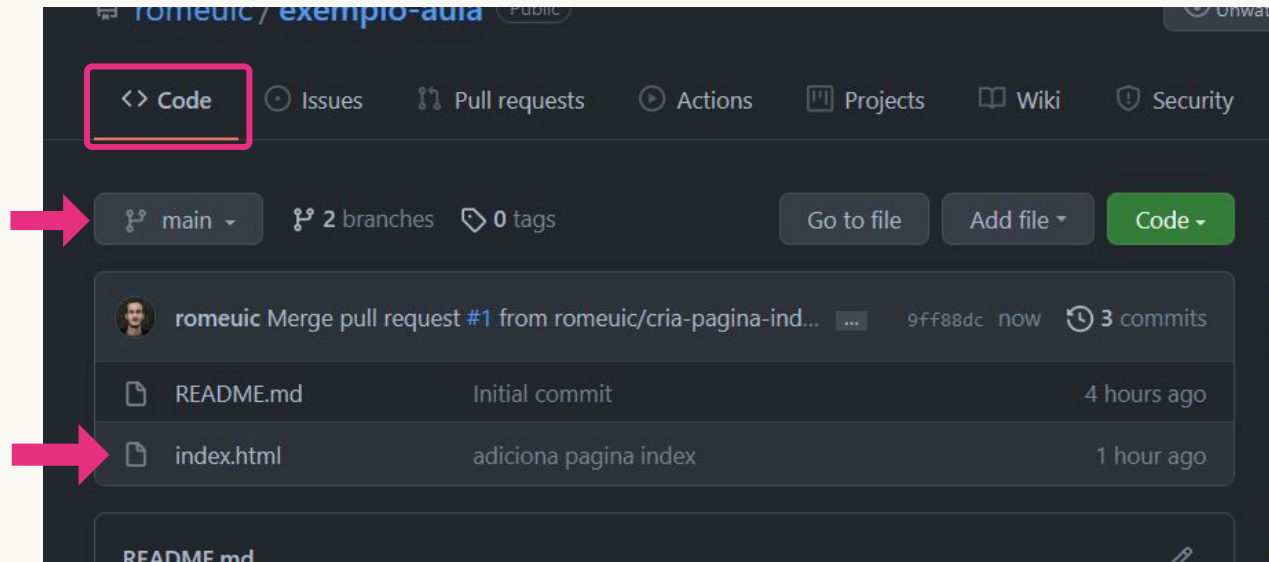 romeuic / exemplo-aula Public Unwat
<> Code Issues Pull requests Actions Projects Wiki Security
main 2 branches 0 tags Go to file Add file Code
romeuic Merge pull request #1 from romeuic/cria-pagina-ind... ... 9ff88dc now 3 commits
README.md Initial commit 4 hours ago
index.html adiciona pagina index 1 hour ago
README.md